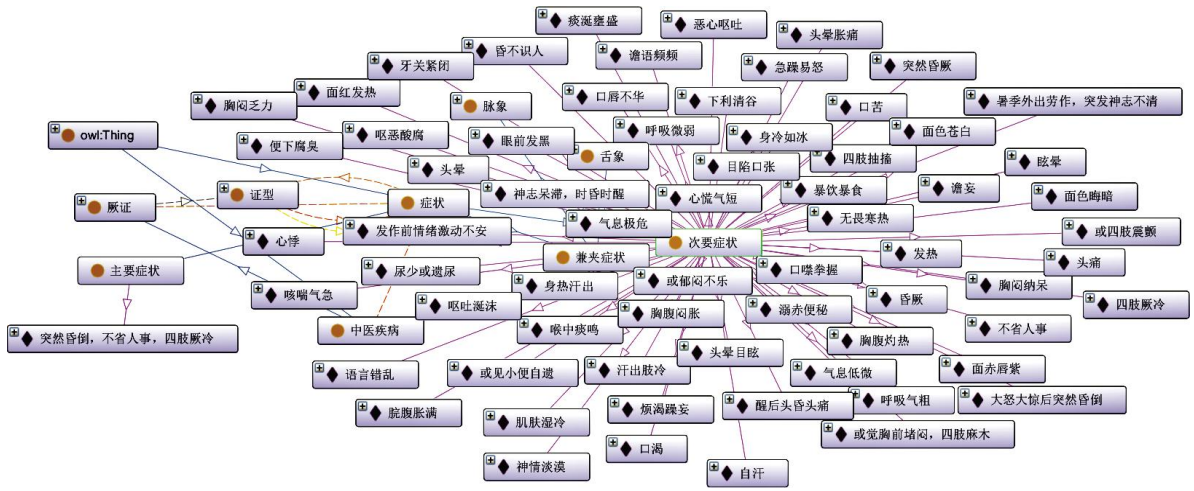 痰涎壅盛
恶心呕吐
头晕胀痛
昏不识人
谵语频频
牙关紧闭
急躁易怒
突然昏厥
面红发热
口唇不华
下利清谷
胸闷乏力
脉象
口苦
暑季外出劳作，突发神志不清
owl:Thing
呕恶酸腐
眼前发黑
呼吸微弱
身冷如冰
面色苍白
便下腐臭
舌象
四肢抽搐
眩晕
头晕
目陷口张
证型
神志呆滞，时昏时醒
心慌气短
暴饮暴食
谵妄
面色晦暗
厥证
症状
气息极危
无畏寒热
发作前情绪激动不安
或四肢震颤
心悸
次要症状
发热
兼夹症状
头痛
主要症状
尿少或遗尿
口噤拳握
身热汗出
或郁闷不乐
胸闷纳呆
咳喘气急
昏厥
四肢厥冷
呕吐涎沫
胸腹闷胀
溺赤便秘
中医疾病
喉中痰鸣
不省人事
突然昏倒，不省人事，四肢厥冷
胸腹灼热
头晕目眩
语言错乱
或见小便自遗
汗出肢冷
气息低微
面赤唇紫
脘腹胀满
烦渴躁妄
醒后头昏头痛
呼吸气粗
大怒大惊后突然昏倒
肌肤湿冷
或觉胸前堵闷，四肢麻木
口渴
神情淡漠
自汗